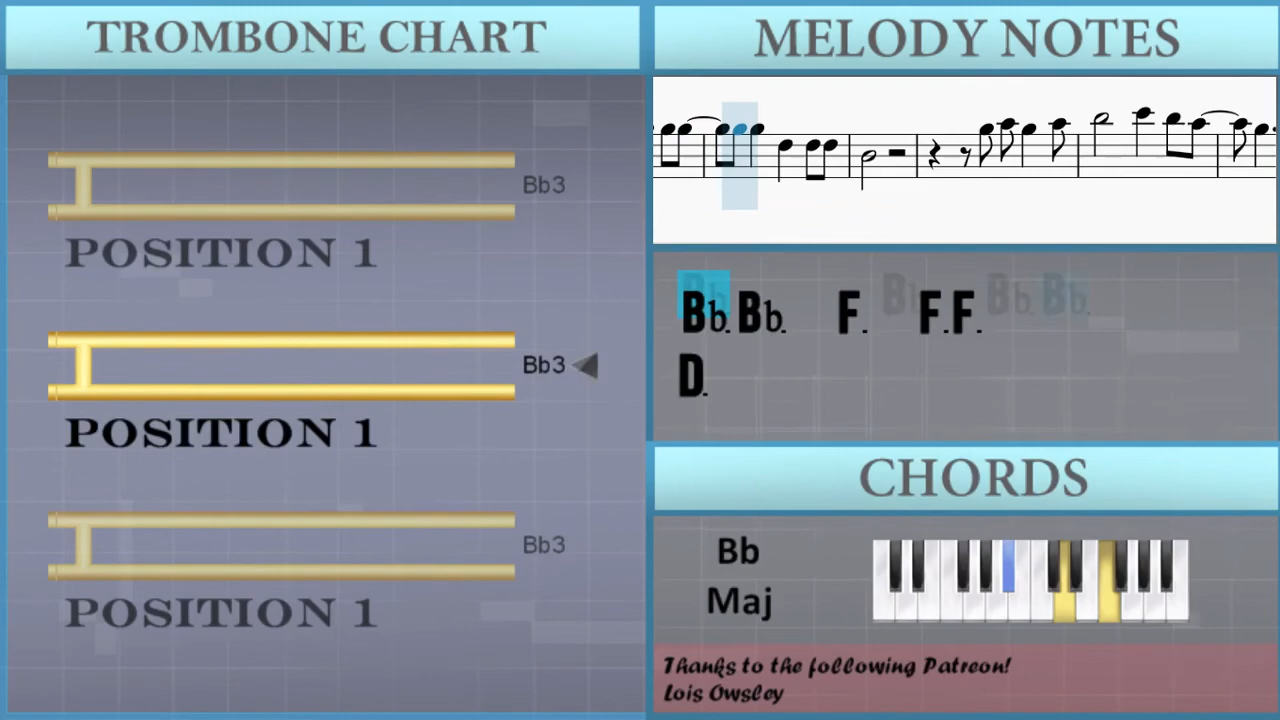 TROMBONE CHART
Bb3
POSITION 1
Bb3
POSITION 1
Bb3
POSITION 1
MELODY NOTES
Bb. Bb. F. F. F.
D.
CHORDS
Bb
Maj
Thanks to the following Patreon!
Lois Owsley